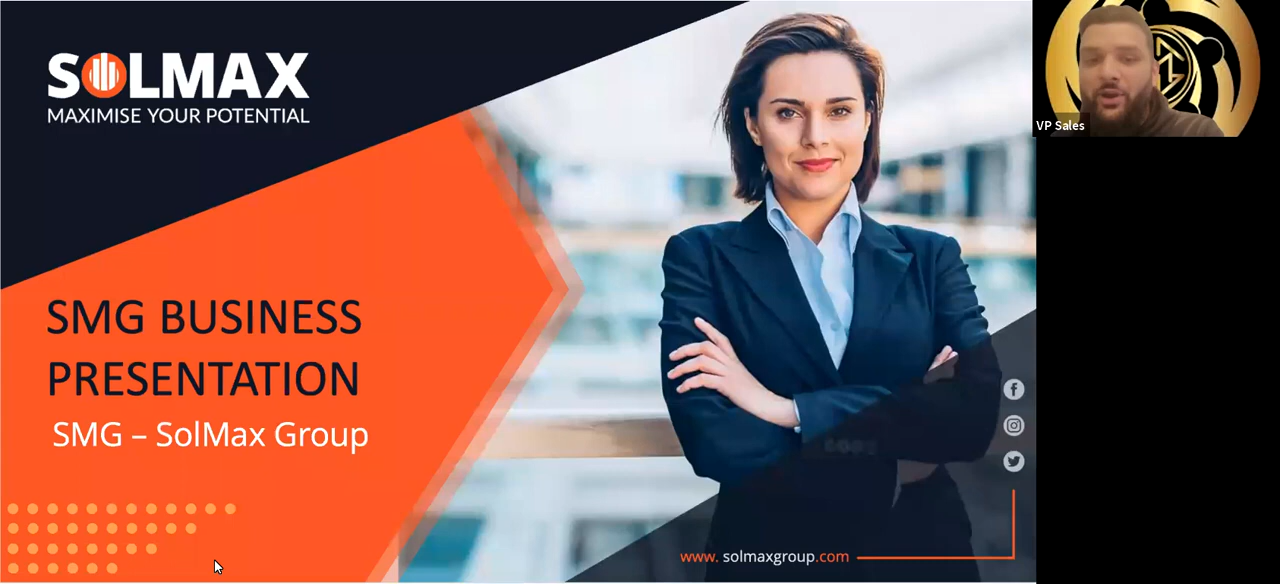 SOLMAX
MAXIMISE YOUR POTENTIAL
VP Sales
SMG BUSINESS
PRESENTATION
SMG – SolMax Group
www. solmaxgroup.com